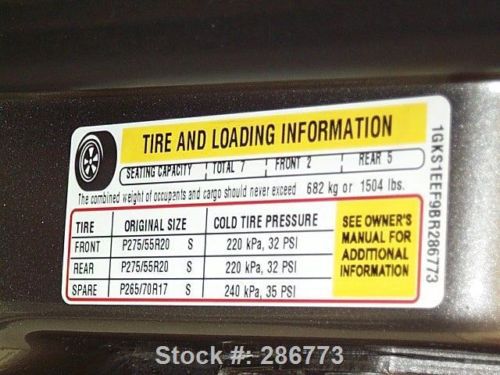 TIRE AND LOADING INFORMATION
SEATING CAPACITY TOTAL 7 FRONT 2 REAR 5
The combined weight of occupants and cargo should never exceed 682 kg or 1504 lbs.
TIRE ORIGINAL SIZE COLD TIRE PRESSURE
FRONT P275/55R20 S 220 kPa, 32 PSI
REAR P275/55R20 S 220 kPa, 32 PSI
SPARE P265/70R17 S 240 kPa, 35 PSI
SEE OWNER'S
MANUAL FOR
ADDITIONAL
INFORMATION
1GKS1EEF9BR286773
Stock #: 286773